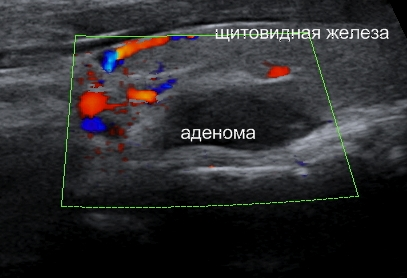 щитовидная железа
аденома